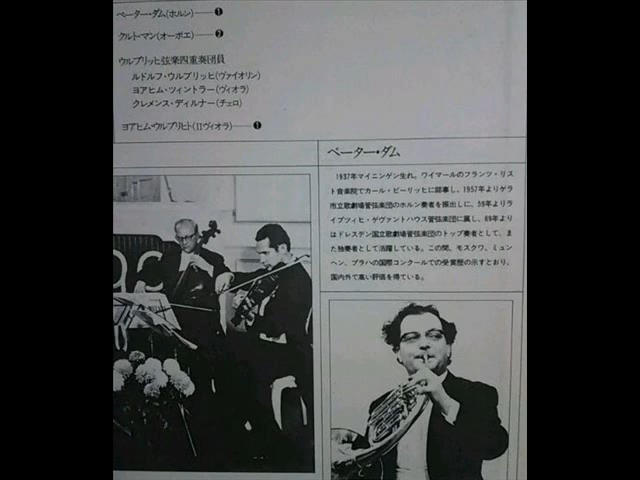 ペーター・ダム(ホルン)——❶
クルト・マン(オーボエ)——❷
ウルブリッヒ弦楽四重奏団員
ルドルフ・ウルブリッヒ(ヴァイオリン)
ヨアヒム・ツィントラー(ヴィオラ)
クレメンス・ディルナー(チェロ)
ヨアヒム・ウルブリヒト(IIヴィオラ)——❶
ペーター・ダム
1937年マイニンゲン生れ。ワイマールのフランツ・リス
ト音楽院でカール・ビーリッヒに師事し、1957年よりゲラ
市立歌劇場管弦楽団のホルン奏者を振出しに、59年より
ライプツィヒ・ゲヴァントハウス管弦楽団に属し、69年より
はドレスデン国立歌劇場管弦楽団のトップ奏者として、ま
た独奏者として活躍している。この間、モスクワ、ミュン
ヘン、プラハの国際コンクールでの受賞歴の示すとおり、
国内外で高い評価を得ている。
ac